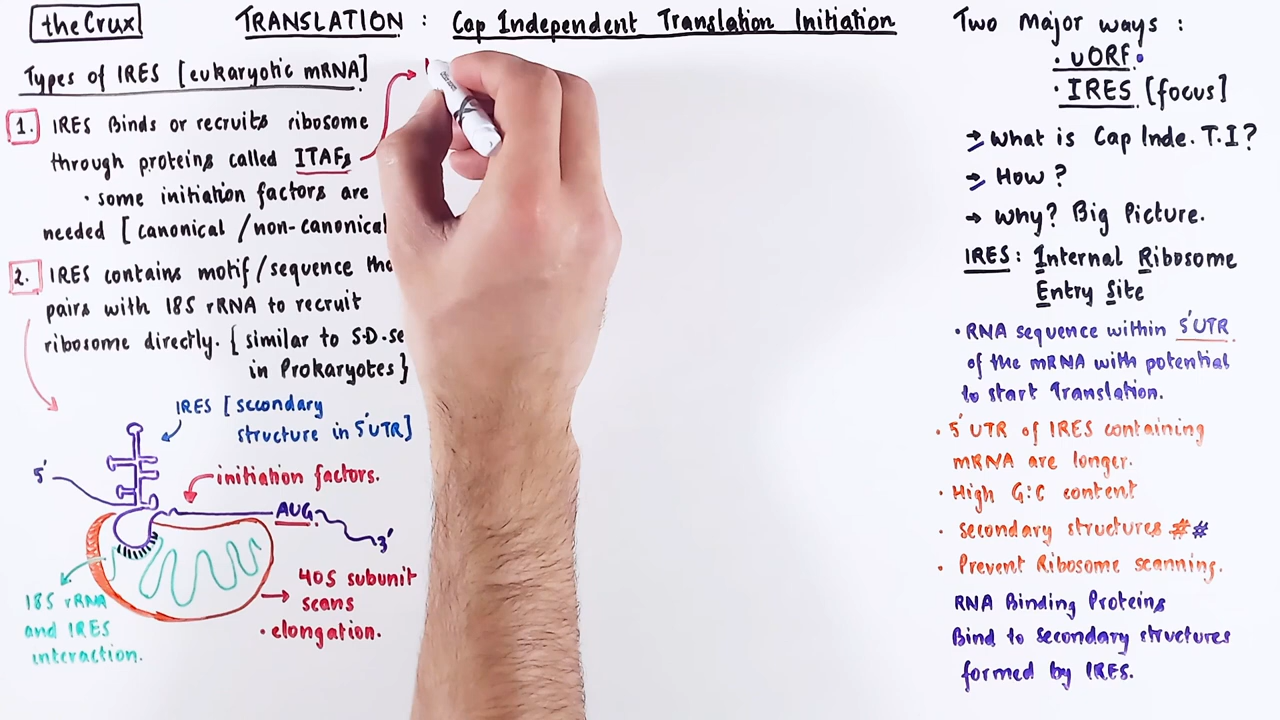 theCrux
TRANSLATION : Cap Independent Translation Initiation
Types of IRES [eukaryotic mRNA]
1. IRES Binds or recruits ribosome
through proteins called ITAFs
• some initiation factors are
needed [canonical /non-canonical
2. IRES contains motif/sequence
pairs with 18S rRNA to recruit
ribosome directly. { similar to S.D-se
in Prokaryotes }
IRES [secondary
structure in 5'UTR]
5'
initiation factors.
AUG
3'
40S subunit
scans
• elongation.
18S rRNA
and IRES
interaction.
Two Major ways :
• uORF.
• IRES [focus]
→ What is Cap Inde. T.I?
→ How ?
→ Why? Big Picture.
IRES : Internal Ribosome
Entry Site
• RNA sequence within 5'UTR
of the mRNA with potential
to start Translation.
• 5' UTR of IRES containing
mRNA are longer.
• High G:C content
• secondary structures # #
• Prevent Ribosome scanning.
RNA Binding Proteins
Bind to secondary structures
formed by IRES.